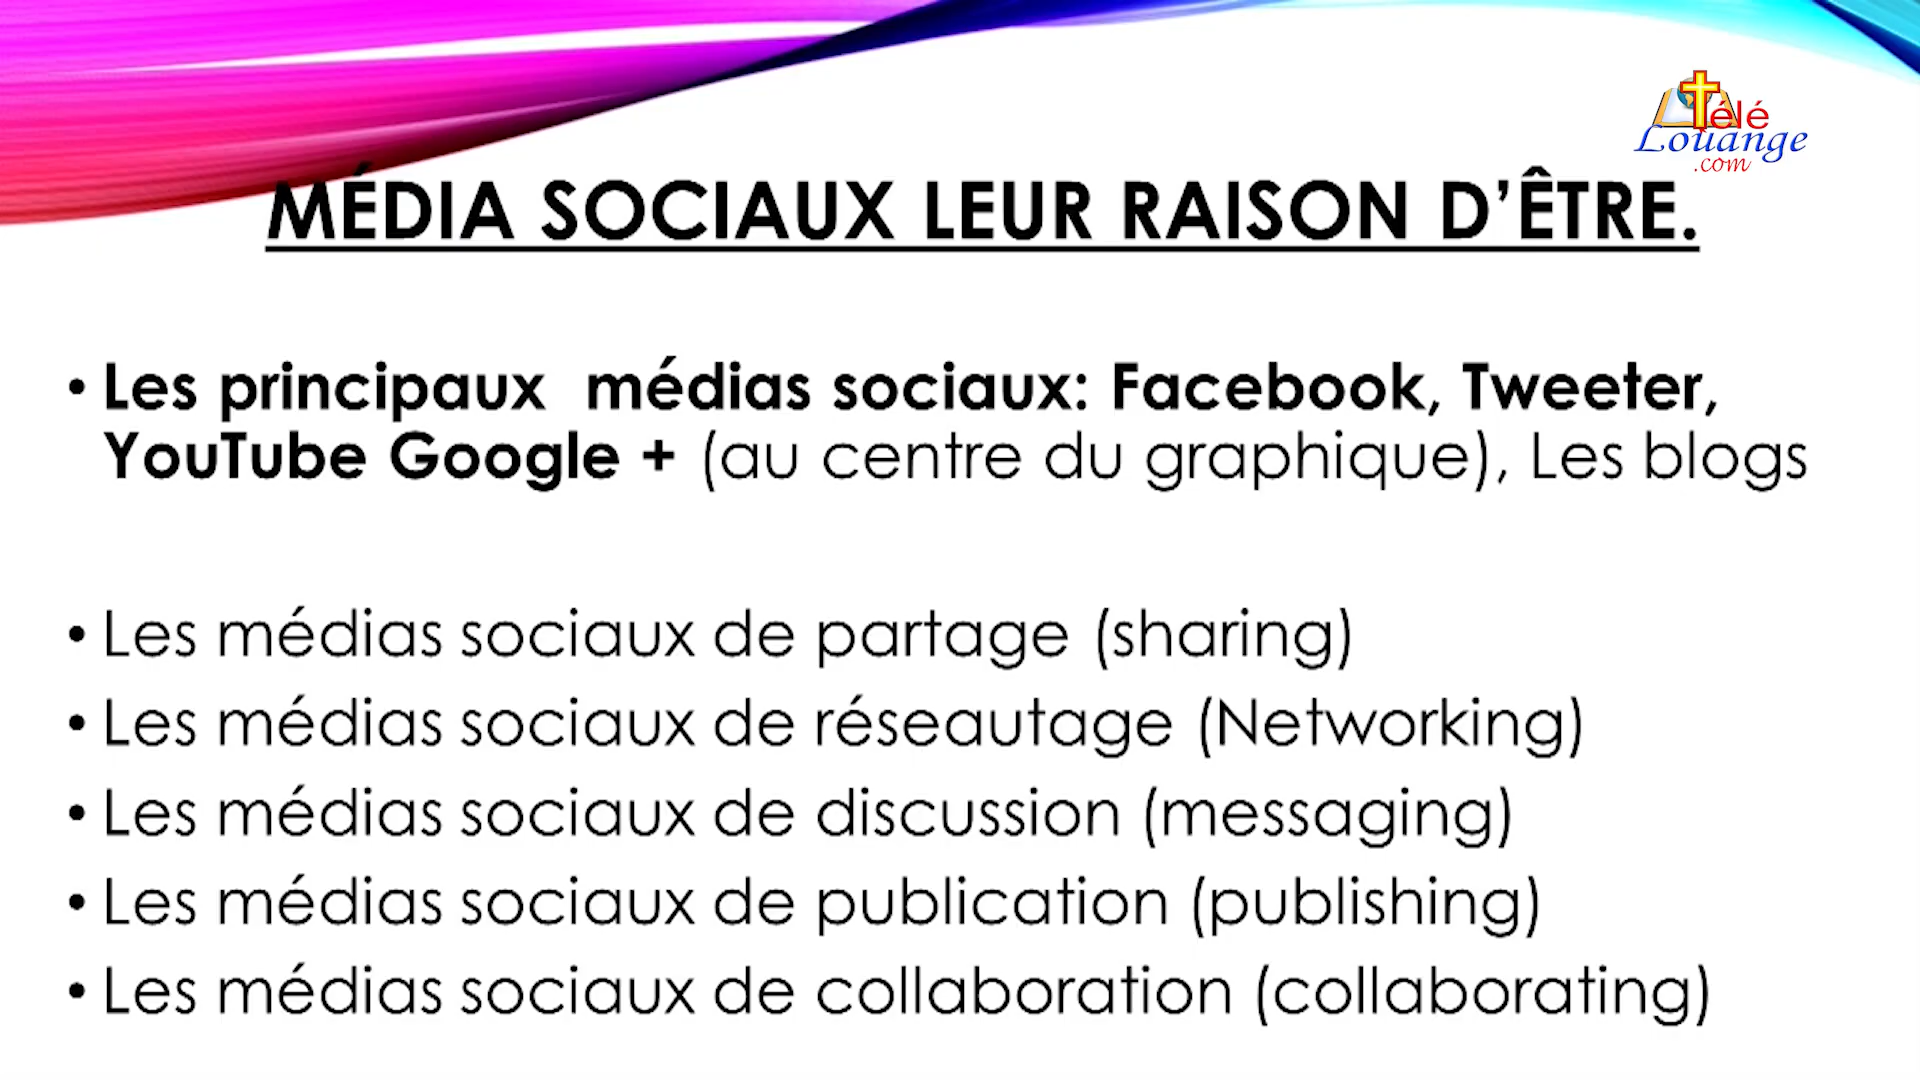 Télé
Louange
.com
MÉDIA SOCIAUX LEUR RAISON D’ÊTRE.
• Les principaux médias sociaux: Facebook, Tweeter,
YouTube Google + (au centre du graphique), Les blogs
• Les médias sociaux de partage (sharing)
• Les médias sociaux de réseautage (Networking)
• Les médias sociaux de discussion (messaging)
• Les médias sociaux de publication (publishing)
• Les médias sociaux de collaboration (collaborating)